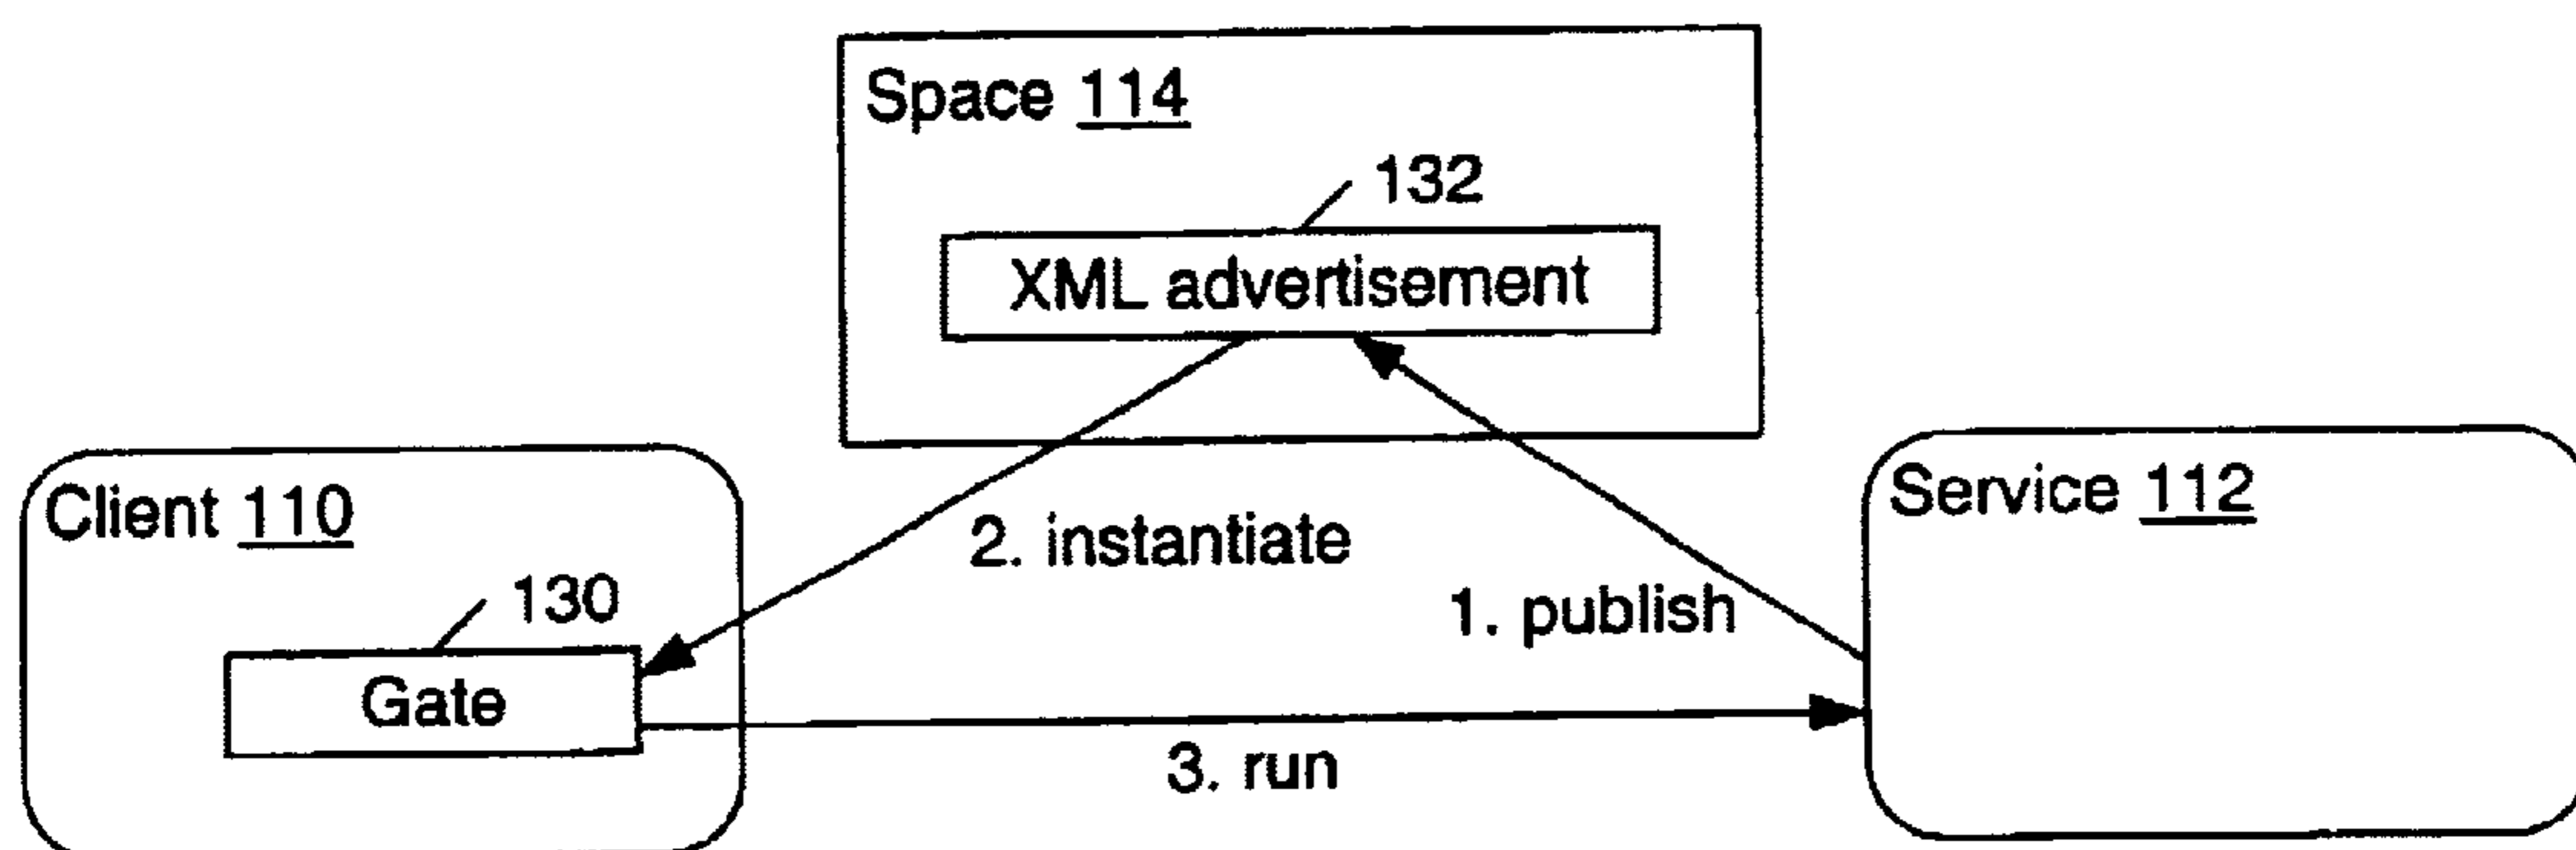 Space 114
132
XML advertisement
Client 110
Service 112
2. instantiate
130
1. publish
Gate
3. run